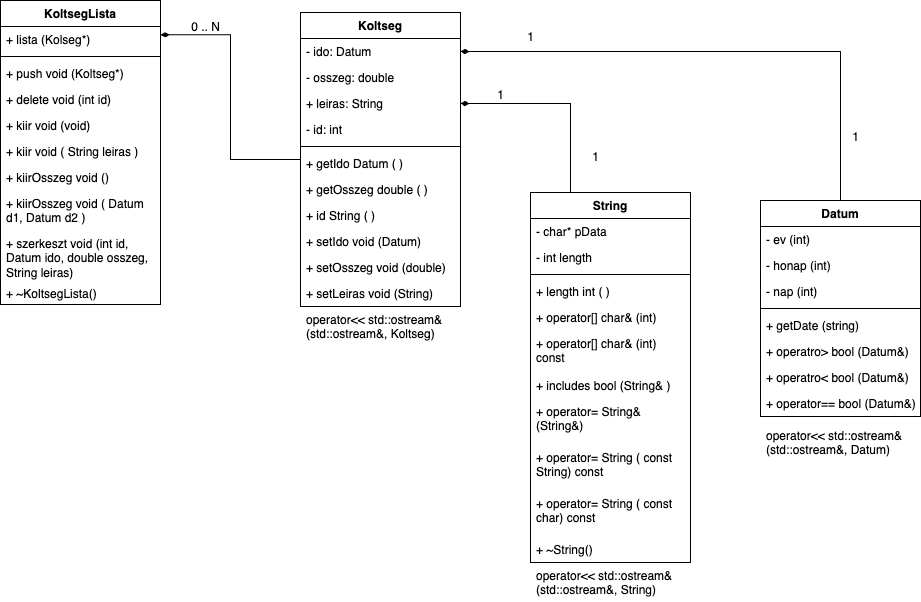 KoltsegLista
+ lista (Kolseg*)
+ push void (Koltseg*)
+ delete void (int id)
+ kiir void (void)
+ kiir void ( String leiras )
+ kiirOsszeg void ()
+ kiirOsszeg void ( Datum
d1, Datum d2 )
+ szerkeszt void (int id,
Datum ido, double osszeg,
String leiras)
+ ~KoltsegLista()
0 .. N
Koltseg
- ido: Datum
- osszeg: double
+ leiras: String
- id: int
+ getIdo Datum ( )
+ getOsszeg double ( )
+ id String ( )
+ setIdo void (Datum)
+ setOsszeg void (double)
+ setLeiras void (String)
operator<< std::ostream&
(std::ostream&, Koltseg)
1
1
1
1
String
- char* pData
- int length
+ length int ( )
+ operator[] char& (int)
+ operator[] char& (int)
const
+ includes bool (String& )
+ operator= String&
(String&)
+ operator= String ( const
String) const
+ operator= String ( const
char) const
+ ~String()
operator<< std::ostream&
(std::ostream&, String)
Datum
- ev (int)
- honap (int)
- nap (int)
+ getDate (string)
+ operatro> bool (Datum&)
+ operatro< bool (Datum&)
+ operator== bool (Datum&)
operator<< std::ostream&
(std::ostream&, Datum)